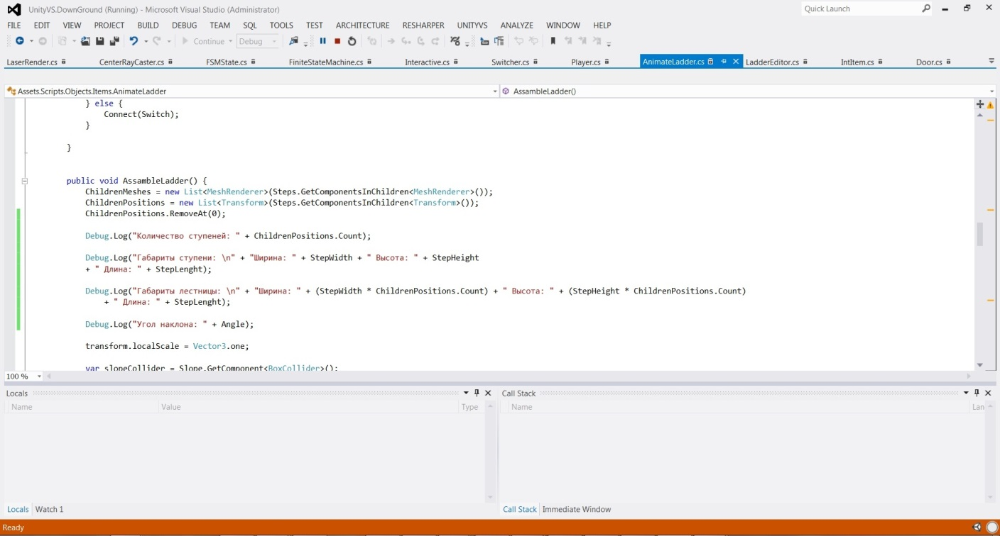 UnityVS.DownGround (Running) - Microsoft Visual Studio (Administrator)
Quick Launch
FILE EDIT VIEW PROJECT BUILD DEBUG TEAM SQL TOOLS TEST ARCHITECTURE RESHARPER UNITYVS ANALYZE WINDOW HELP
Continue Debug
LaserRender.cs CenterRayCaster.cs FSMState.cs FiniteStateMachine.cs Interactive.cs Switcher.cs Player.cs AnimateLadder.cs LadderEditor.cs IntItem.cs Door.cs
Assets.Scripts.Objects.Items.AnimateLadder AssambleLadder()
} else {
Connect(Switch);
}
}
public void AssambleLadder() {
ChildrenMeshes = new List<MeshRenderer>(Steps.GetComponentsInChildren<MeshRenderer>());
ChildrenPositions = new List<Transform>(Steps.GetComponentsInChildren<Transform>());
ChildrenPositions.RemoveAt(0);
Debug.Log("Количество ступеней: " + ChildrenPositions.Count);
Debug.Log("Габариты ступени: \n" + "Ширина: " + StepWidth + " Высота: " + StepHeight
+ " Длина: " + StepLenght);
Debug.Log("Габариты лестницы: \n" + "Ширина: " + (StepWidth * ChildrenPositions.Count) + " Высота: " + (StepHeight * ChildrenPositions.Count)
+ " Длина: " + StepLenght);
Debug.Log("Угол наклона: " + Angle);
transform.localScale = Vector3.one;
var slopeCollider = Slope.GetComponent<BoxCollider>();
100 %
Locals
Call Stack
Name Value Type
Name Lan
Locals Watch 1
Call Stack Immediate Window
Ready